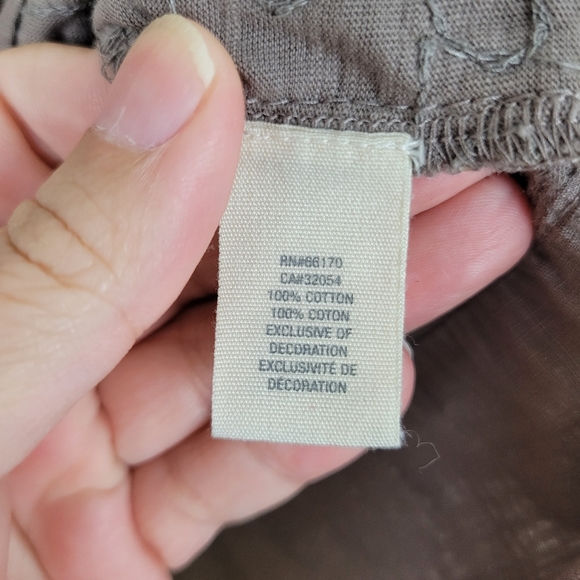 RN#66170
CA#32054
100% COTTON
100% COTON
EXCLUSIVE OF
DECORATION
EXCLUSIVITÉ DE
DÉCORATION